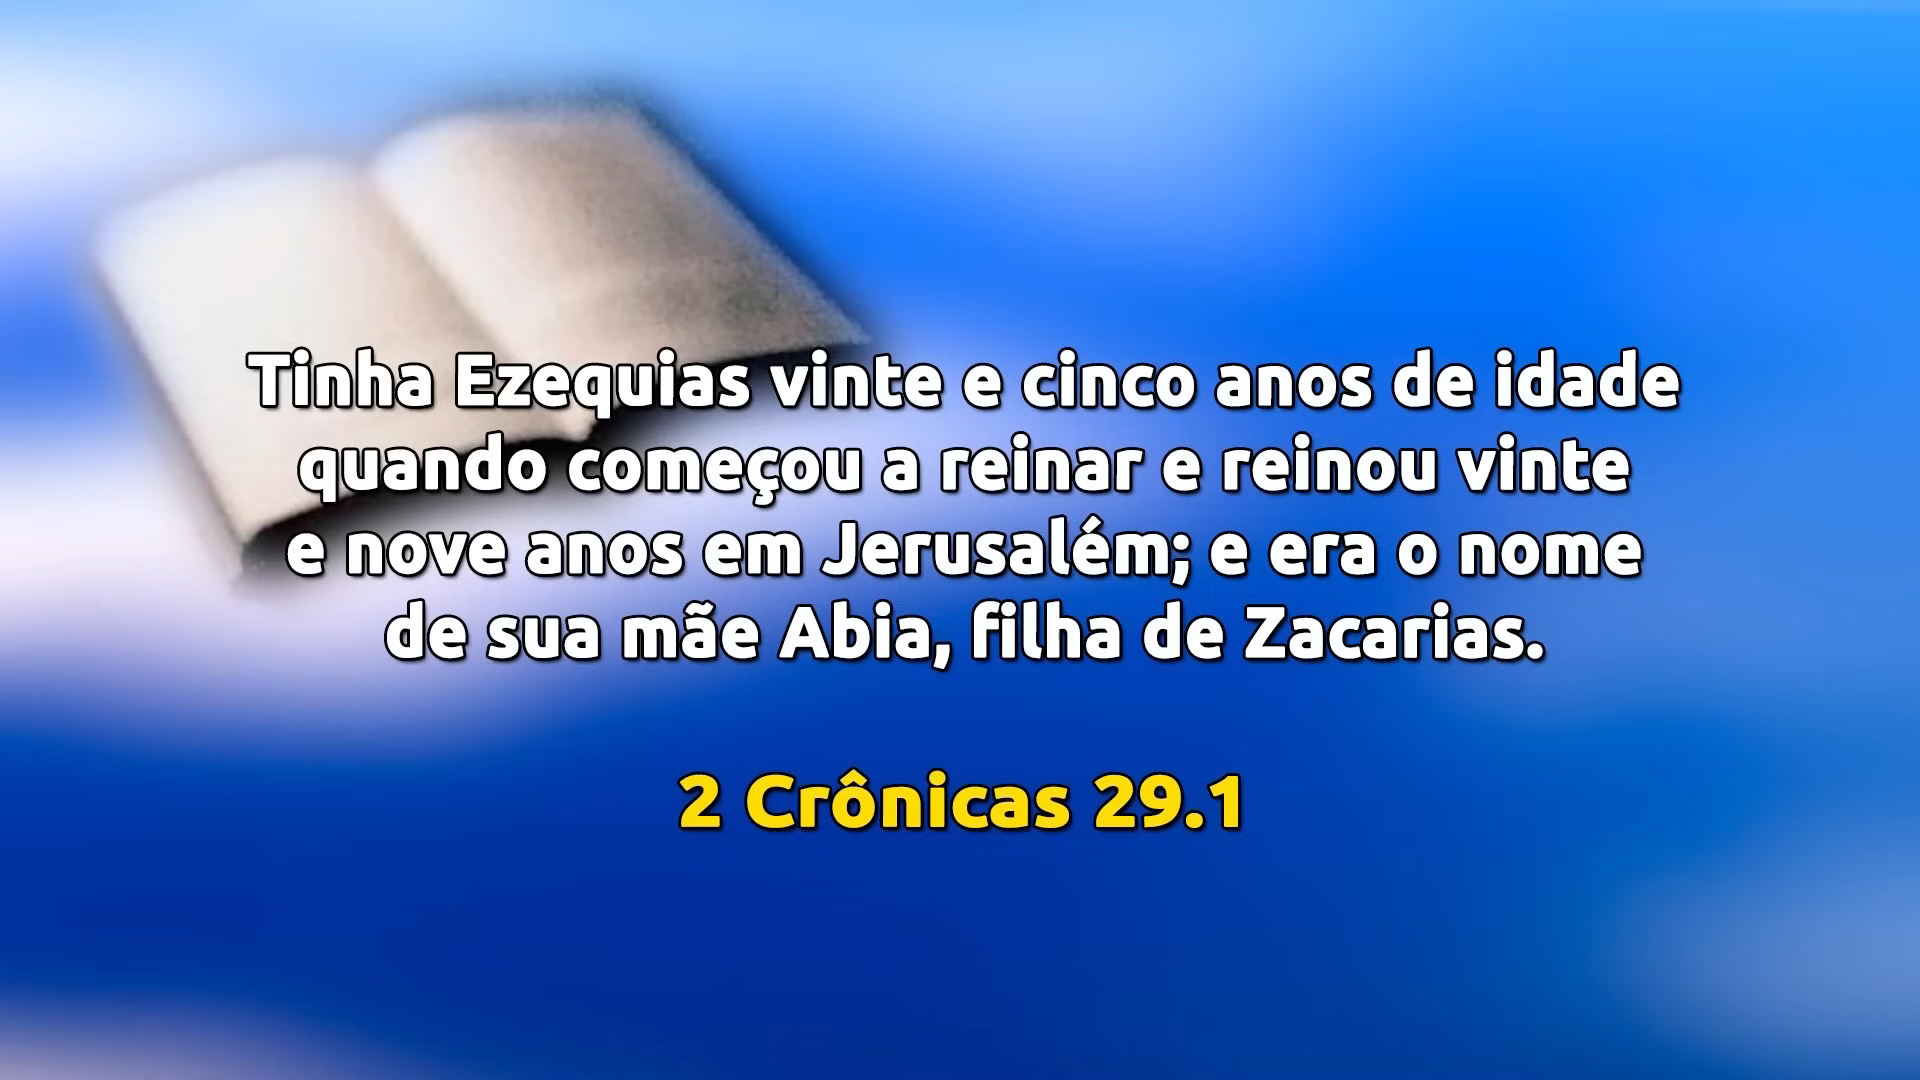 Tinha Ezequias vinte e cinco anos de idade
quando começou a reinar e reinou vinte
e nove anos em Jerusalém; e era o nome
de sua mãe Abia, filha de Zacarias.
2 Crônicas 29.1